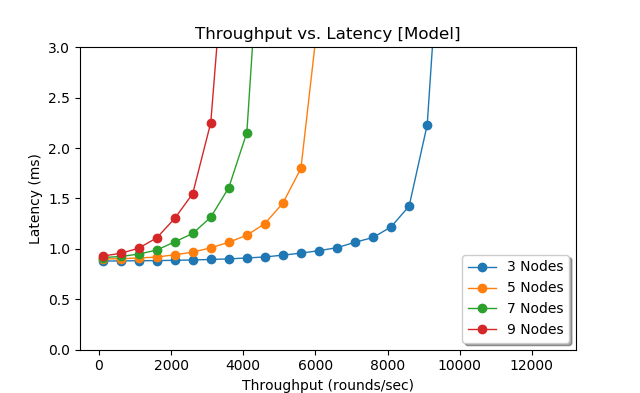 Throughput vs. Latency [Model]
3.0
2.5
2.0
1.5
1.0
0.5
0.0
Latency (ms)
3 Nodes
5 Nodes
7 Nodes
9 Nodes
0 2000 4000 6000 8000 10000 12000
Throughput (rounds/sec)